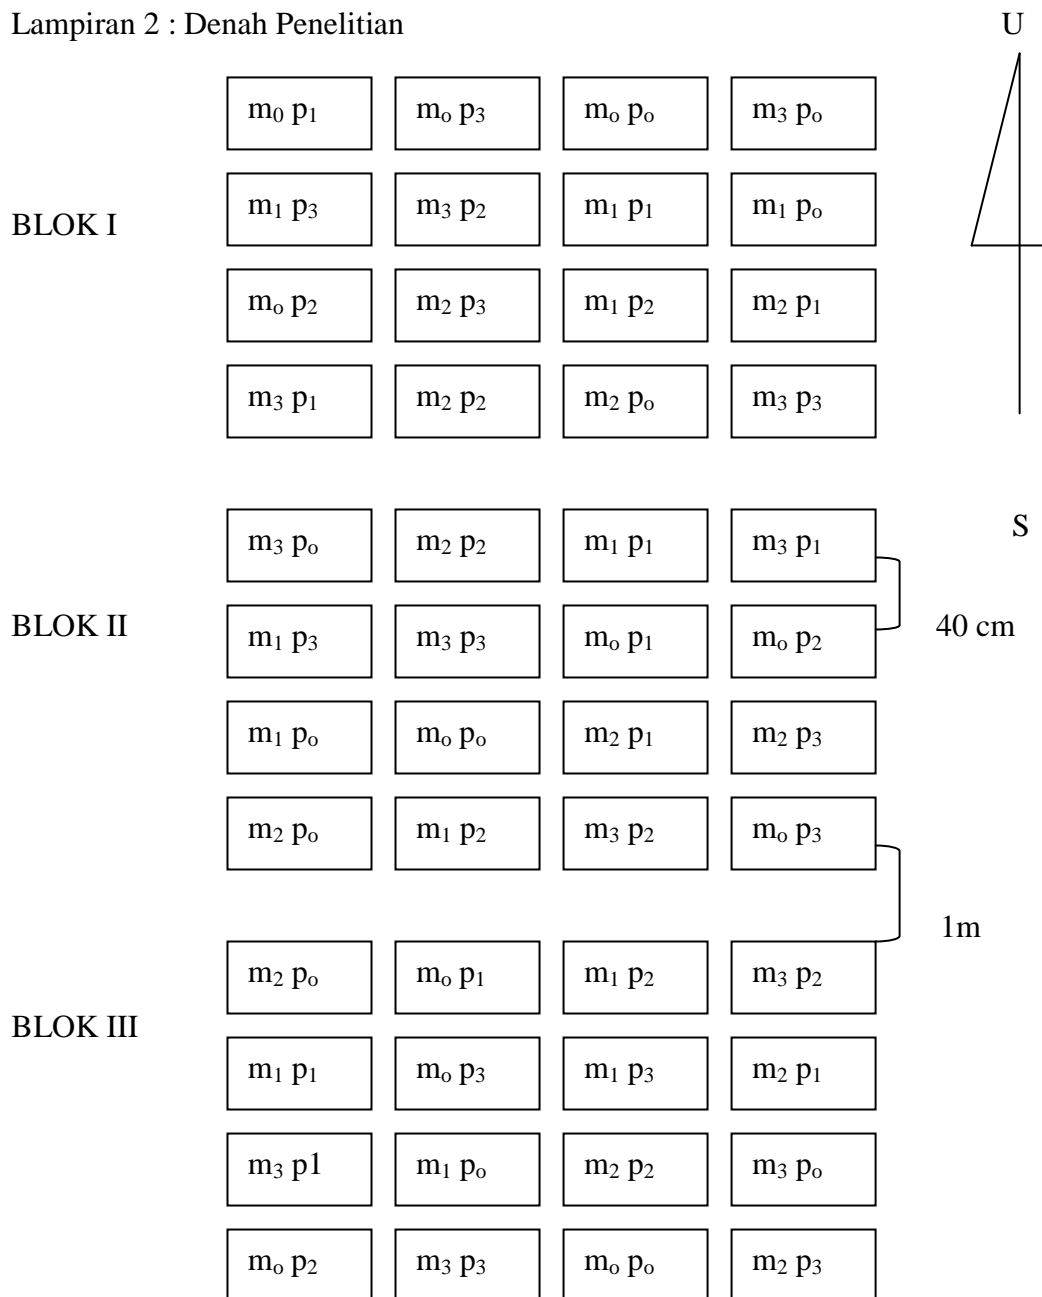 Lampiran 2 : Denah Penelitian U
m₀ p₁ mₒ p₃ mₒ pₒ m₃ pₒ
BLOK I
m₁ p₃ m₃ p₂ m₁ p₁ m₁ pₒ
mₒ p₂ m₂ p₃ m₁ p₂ m₂ p₁
m₃ p₁ m₂ p₂ m₂ pₒ m₃ p₃
m₃ pₒ m₂ p₂ m₁ p₁ m₃ p₁
S
BLOK II
m₁ p₃ m₃ p₃ mₒ p₁ mₒ p₂
40 cm
m₁ pₒ mₒ pₒ m₂ p₁ m₂ p₃
m₂ pₒ m₁ p₂ m₃ p₂ mₒ p₃
1m
m₂ pₒ mₒ p₁ m₁ p₂ m₃ p₂
BLOK III
m₁ p₁ mₒ p₃ m₁ p₃ m₂ p₁
m₃ p1 m₁ pₒ m₂ p₂ m₃ pₒ
mₒ p₂ m₃ p₃ mₒ pₒ m₂ p₃